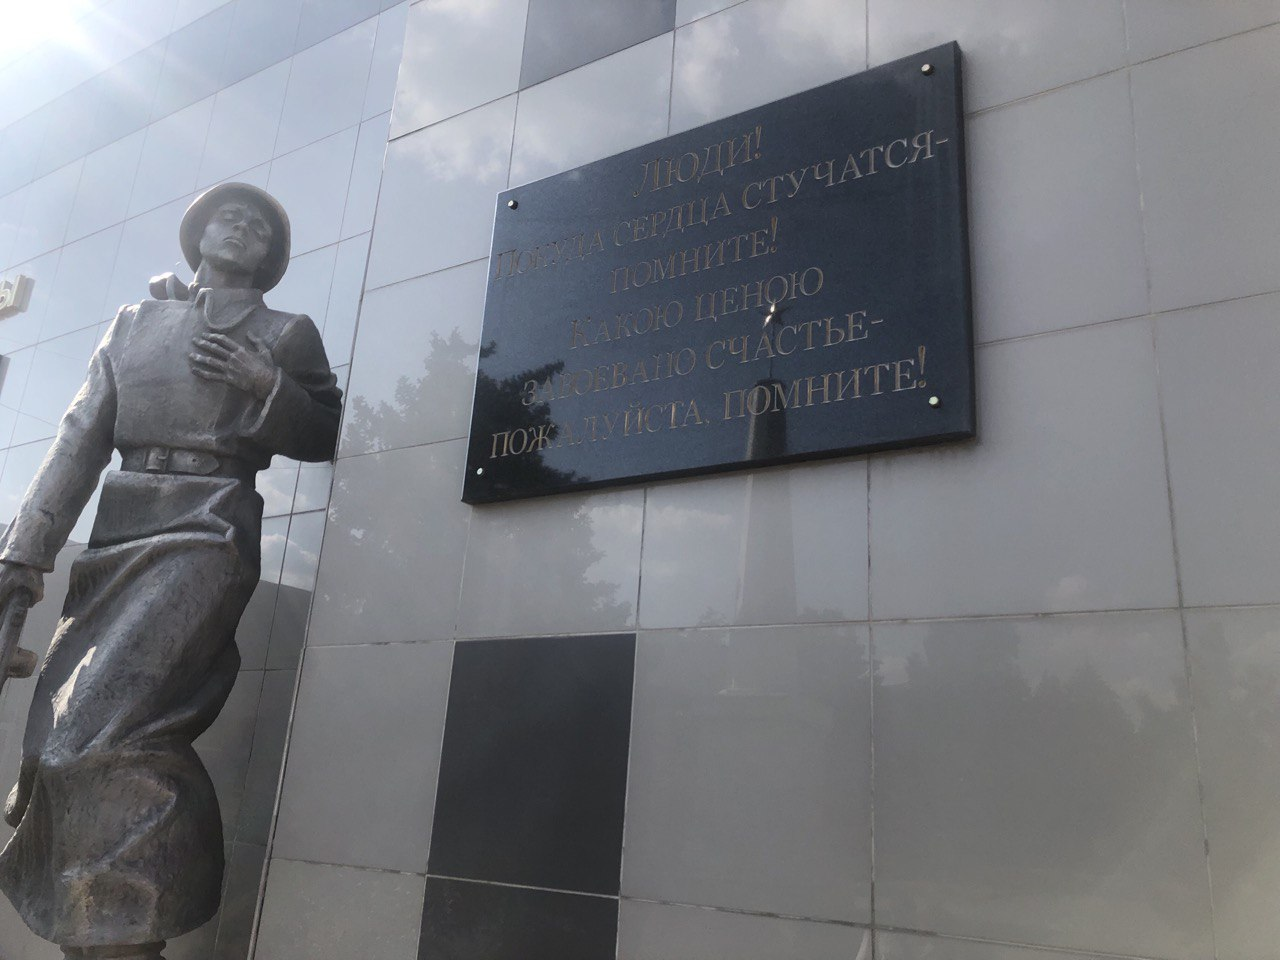 ЛЮДИ!
ПОКУДА СЕРДЦА СТУЧАТСЯ-
ПОМНИТЕ!
КАКОЮ ЦЕНОЮ
ЗАВОЕВАНО СЧАСТЬЕ-
ПОЖАЛУЙСТА, ПОМНИТЕ!